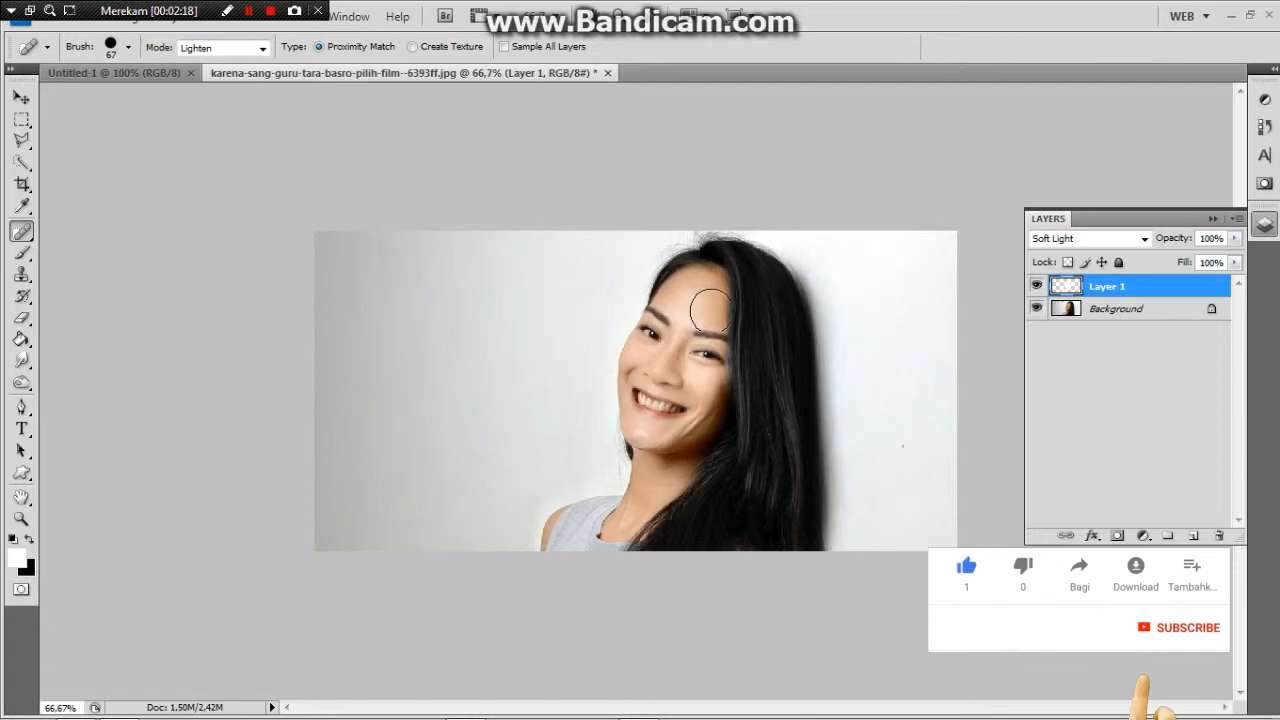 Merekam [00:02:18]
Window Help Br
www.Bandicam.com
WEB
Brush: 67 Mode: Lighten Type: Proximity Match Create Texture Sample All Layers
Untitled-1 @ 100% (RGB/8) × karena-sang-guru-tara-basro-pilih-film--6393ff.jpg @ 66,7% (Layer 1, RGB/8#) * ×
LAYERS
Soft Light Opacity: 100%
Lock: Fill: 100%
Layer 1
Background
1 0 Bagi Download Tambahk...
SUBSCRIBE
66,67% Doc: 1,50M/2,42M